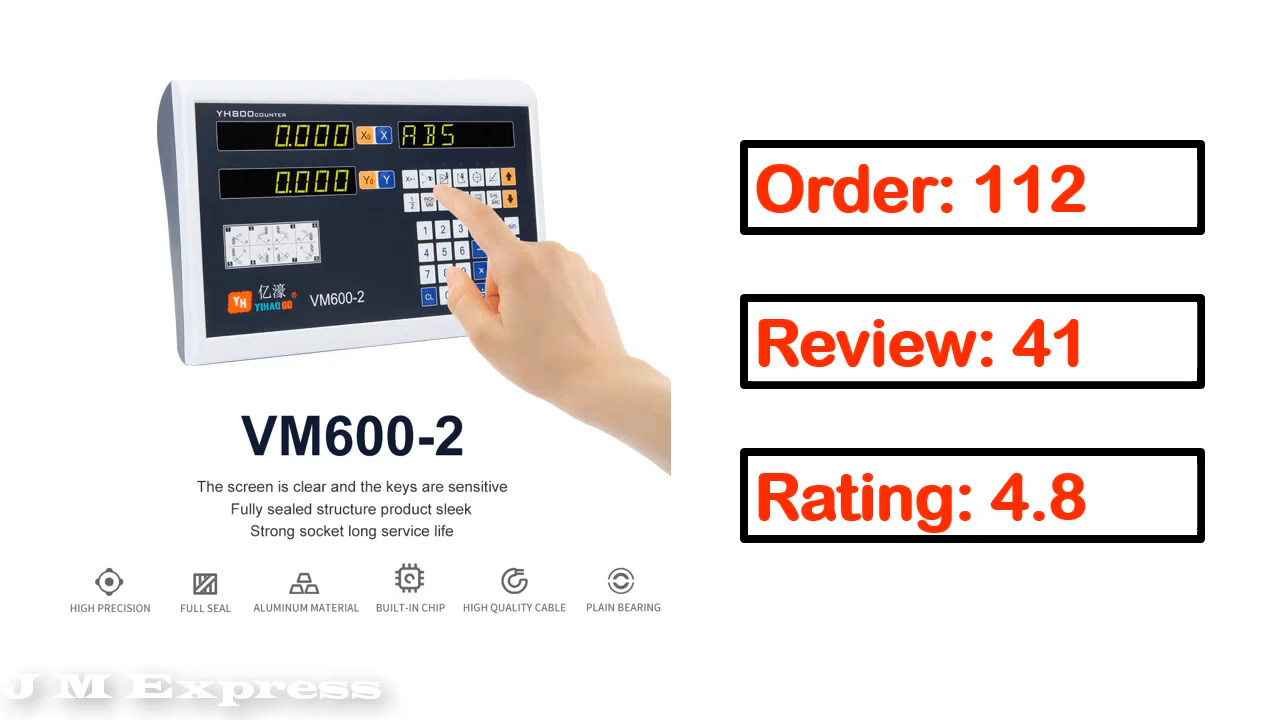 YH800COUNTER
0.000 X₀ X ABS
0.000 Y₀ Y
1 2 3
4 5 6
7 8
CL
YH 亿濠®
YIHAO
VM600-2
VM600-2
The screen is clear and the keys are sensitive
Fully sealed structure product sleek
Strong socket long service life
HIGH PRECISION FULL SEAL ALUMINUM MATERIAL BUILT-IN CHIP HIGH QUALITY CABLE PLAIN BEARING
Order: 112
Review: 41
Rating: 4.8
J M Express